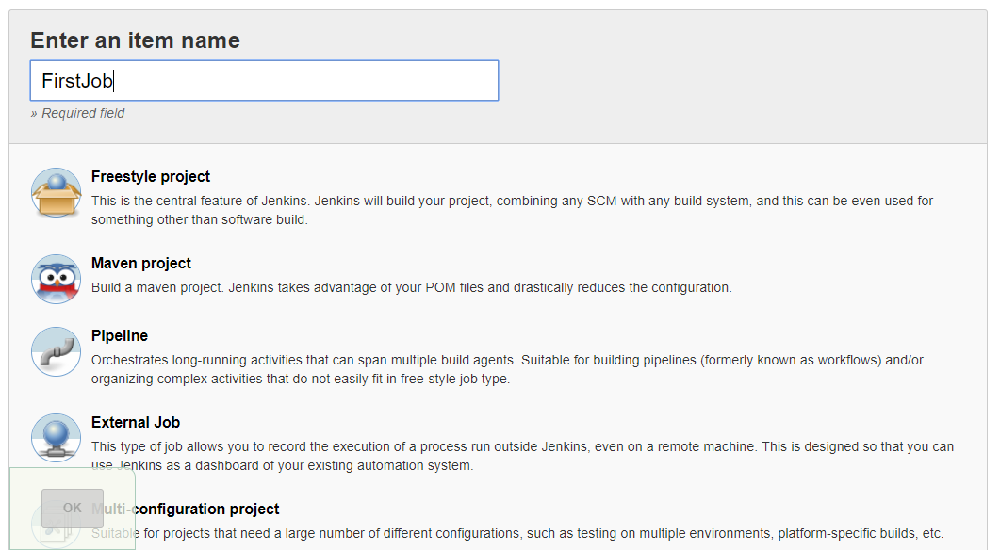 Enter an item name
FirstJob
» Required field
Freestyle project
This is the central feature of Jenkins. Jenkins will build your project, combining any SCM with any build system, and this can be even used for
something other than software build.
Maven project
Build a maven project. Jenkins takes advantage of your POM files and drastically reduces the configuration.
Pipeline
Orchestrates long-running activities that can span multiple build agents. Suitable for building pipelines (formerly known as workflows) and/or
organizing complex activities that do not easily fit in free-style job type.
External Job
This type of job allows you to record the execution of a process run outside Jenkins, even on a remote machine. This is designed so that you can
use Jenkins as a dashboard of your existing automation system.
OK
Multi-configuration project
Suitable for projects that need a large number of different configurations, such as testing on multiple environments, platform-specific builds, etc.